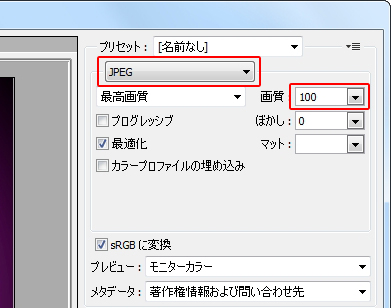 プリセット: [名前なし]
JPEG
最高画質 画質: 100
プログレッシブ ぼかし: 0
最適化 マット:
カラープロファイルの埋め込み
sRGB に変換
プレビュー: モニターカラー
メタデータ: 著作権情報および問い合わせ先